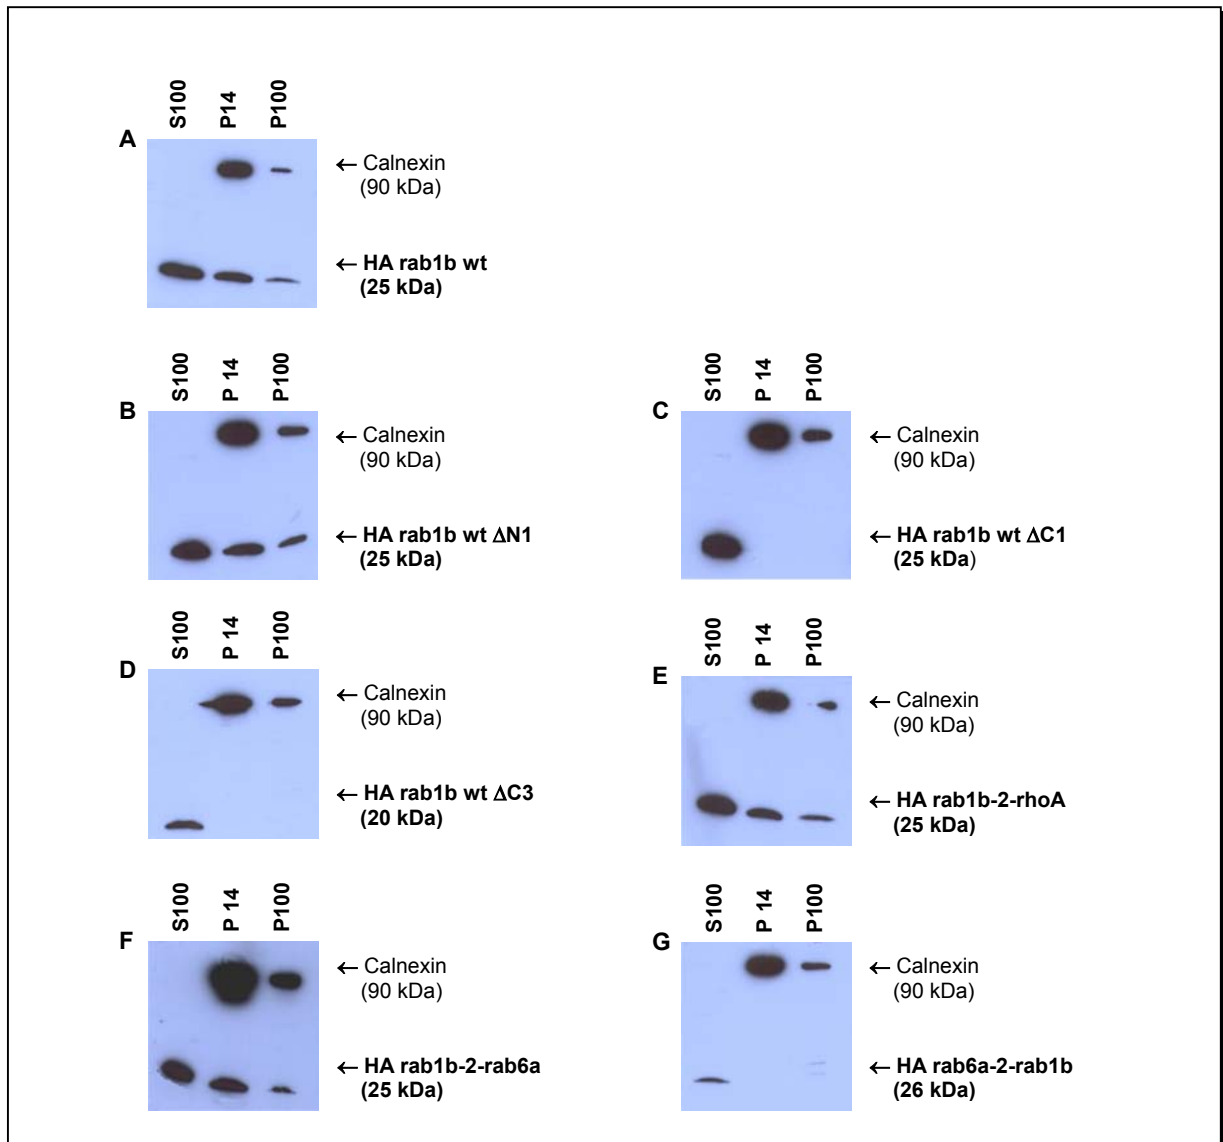 S100 P14 P100
A
← Calnexin
(90 kDa)
← HA rab1b wt
(25 kDa)
S100 P 14 P100
B
← Calnexin
(90 kDa)
← HA rab1b wt ΔN1
(25 kDa)
S100 P 14 P100
C
← Calnexin
(90 kDa)
← HA rab1b wt ΔC1
(25 kDa)
S100 P 14 P100
D
← Calnexin
(90 kDa)
← HA rab1b wt ΔC3
(20 kDa)
S100 P 14 P100
E
← Calnexin
(90 kDa)
← HA rab1b-2-rhoA
(25 kDa)
S100 P 14 P100
F
← Calnexin
(90 kDa)
← HA rab1b-2-rab6a
(25 kDa)
S100 P 14 P100
G
← Calnexin
(90 kDa)
← HA rab6a-2-rab1b
(26 kDa)